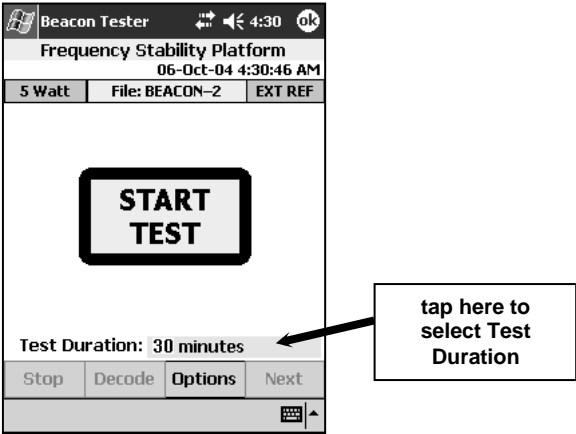 Beacon Tester 4:30 ok
Frequency Stability Platform
06-Oct-04 4:30:46 AM
5 Watt File: BEACON–2 EXT REF
START
TEST
tap here to
select Test
Duration
Test Duration: 30 minutes
Stop Decode Options Next